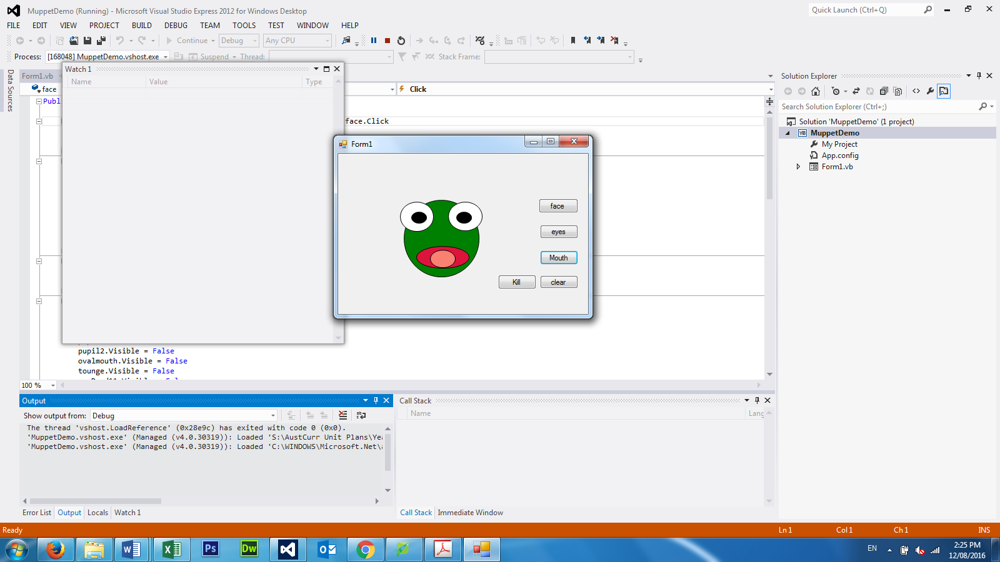 MuppetDemo (Running) - Microsoft Visual Studio Express 2012 for Windows Desktop
Quick Launch (Ctrl+Q)
FILE EDIT VIEW PROJECT BUILD DEBUG TEAM TOOLS TEST WINDOW HELP
Continue Debug Any CPU
Process: [168048] MuppetDemo.vshost.exe Suspend Thread: Stack Frame:
Data Sources
Form1.vb
Watch 1
Name Value Type
face
Click
Publ
face.Click
Form1
face
eyes
Mouth
Kill clear
pupil2.Visible = False
ovalmouth.Visible = False
tounge.Visible = False
100 %
Solution Explorer
Search Solution Explorer (Ctrl+;)
Solution 'MuppetDemo' (1 project)
VB MuppetDemo
My Project
App.config
Form1.vb
Output
Show output from: Debug
The thread 'vshost.LoadReference' (0x28e9c) has exited with code 0 (0x0).
'MuppetDemo.vshost.exe' (Managed (v4.0.30319)): Loaded 'S:\AustCurr Unit Plans\Yea
'MuppetDemo.vshost.exe' (Managed (v4.0.30319)): Loaded 'C:\WINDOWS\Microsoft.Net\a
Error List Output Locals Watch 1
Call Stack
Name Lang
Call Stack Immediate Window
Ready Ln 1 Col 1 Ch 1 INS
Ps Dw
EN
2:25 PM
12/08/2016